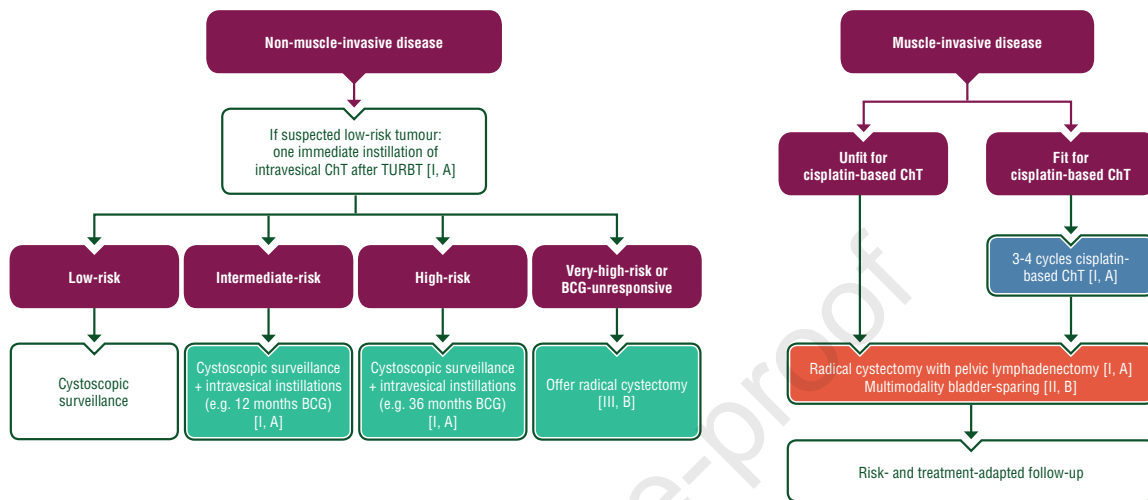 Non-muscle-invasive disease
If suspected low-risk tumour:
one immediate instillation of
intravesical ChT after TURBT [I, A]
Low-risk
Intermediate-risk
High-risk
Very-high-risk or
BCG-unresponsive
Cystoscopic
surveillance
Cystoscopic surveillance
+ intravesical instillations
(e.g. 12 months BCG)
[I, A]
Cystoscopic surveillance
+ intravesical instillations
(e.g. 36 months BCG)
[I, A]
Offer radical cystectomy
[III, B]
Muscle-invasive disease
Unfit for
cisplatin-based ChT
Fit for
cisplatin-based ChT
3-4 cycles cisplatin-
based ChT [I, A]
Radical cystectomy with pelvic lymphadenectomy [I, A]
Multimodality bladder-sparing [II, B]
Risk- and treatment-adapted follow-up
e-proof